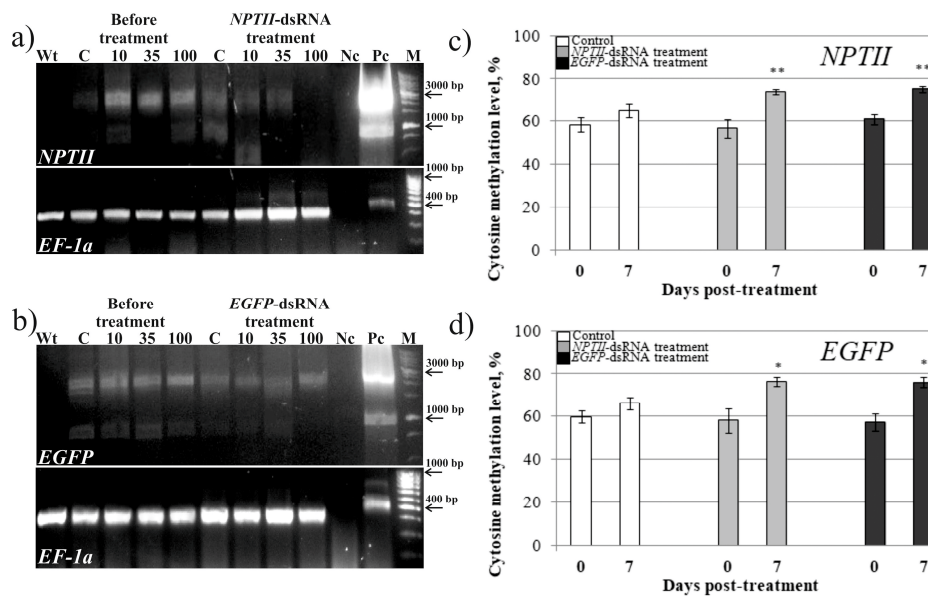 a)
Before treatment
NPTII-dsRNA treatment
Wt C 10 35 100 C 10 35 100 Nc Pc M
3000 bp
1000 bp
NPTII
1000 bp
400 bp
EF-1a
b)
Before treatment
EGFP-dsRNA treatment
Wt C 10 35 100 C 10 35 100 Nc Pc M
3000 bp
1000 bp
EGFP
1000 bp
400 bp
EF-1a
c)
Cytosine methylation level, %
100
80
60
40
20
0
Control
NPTII-dsRNA treatment
EGFP-dsRNA treatment
NPTII
** **
0 7 0 7 0 7
Days post-treatment
d)
Cytosine methylation level, %
100
80
60
40
20
0
Control
NPTII-dsRNA treatment
EGFP-dsRNA treatment
EGFP
* *
0 7 0 7 0 7
Days post-treatment